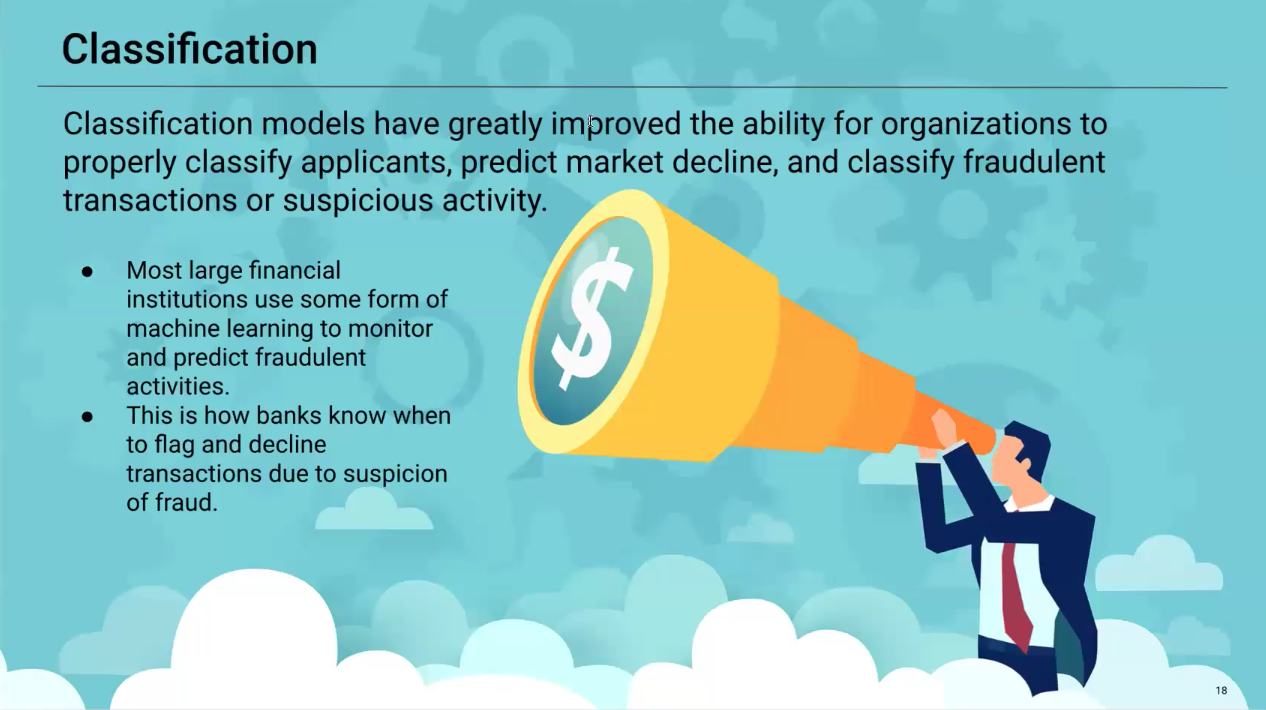 Classification
Classification models have greatly improved the ability for organizations to
properly classify applicants, predict market decline, and classify fraudulent
transactions or suspicious activity.
● Most large financial
institutions use some form of
machine learning to monitor
and predict fraudulent
activities.
● This is how banks know when
to flag and decline
transactions due to suspicion
of fraud.
$
18